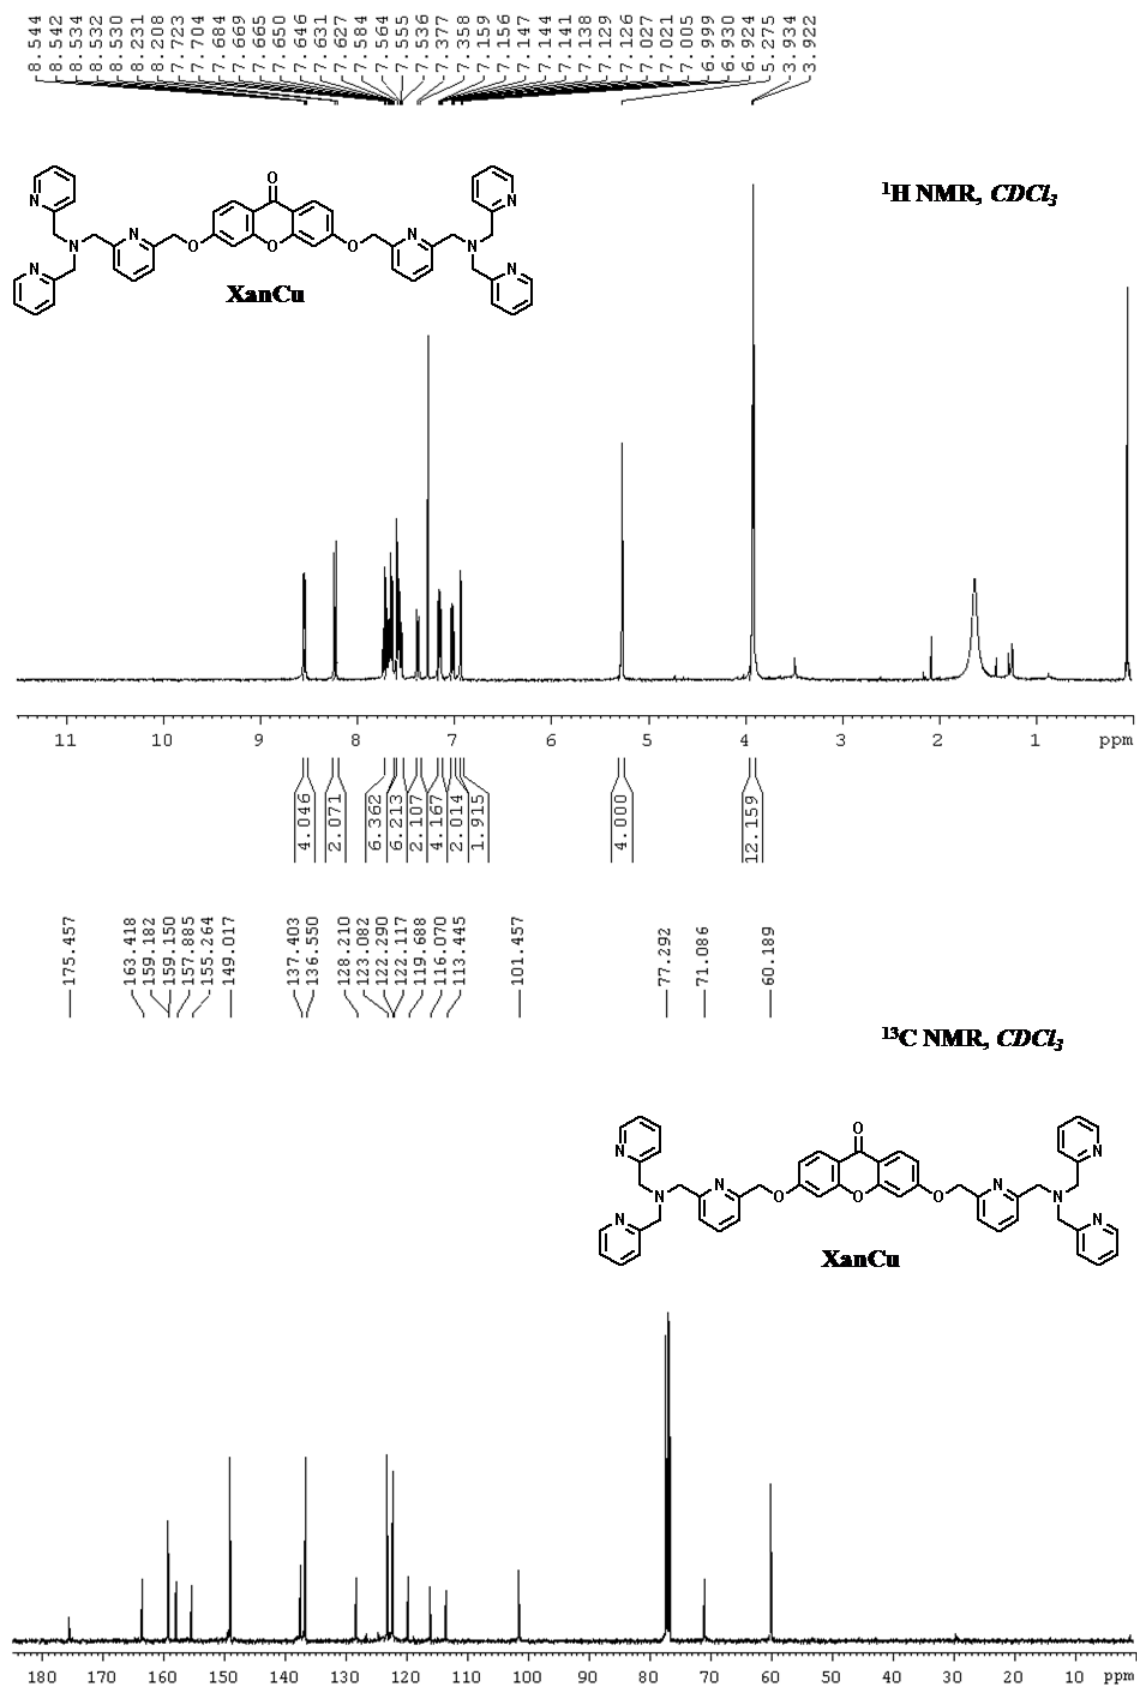 8.544
8.542
8.534
8.532
8.530
8.231
8.208
7.723
7.704
7.684
7.669
7.665
7.650
7.646
7.631
7.627
7.584
7.564
7.555
7.536
7.377
7.358
7.159
7.156
7.147
7.144
7.141
7.138
7.129
7.126
7.027
7.021
7.005
6.999
6.930
6.924
5.275
3.934
3.922
¹H NMR, CDCl₃
N
N
N
N
O
O
O
O
N
N
N
N
XanCu
11 10 9 8 7 6 5 4 3 2 1 ppm
4.046
2.071
6.362
6.213
2.107
4.167
2.014
1.915
4.000
12.159
175.457
163.418
159.182
159.150
157.885
155.264
149.017
137.403
136.550
128.210
123.082
122.290
122.117
119.688
116.070
113.445
101.457
77.292
71.086
60.189
¹³C NMR, CDCl₃
N
N
N
N
O
O
O
O
N
N
N
N
XanCu
180 170 160 150 140 130 120 110 100 90 80 70 60 50 40 30 20 10 ppm